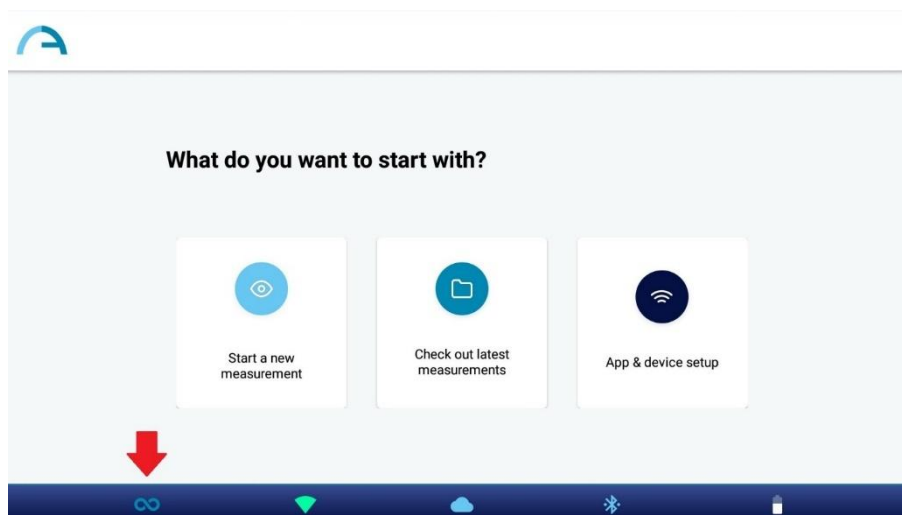 What do you want to start with?
Start a new
measurement
Check out latest
measurements
App & device setup